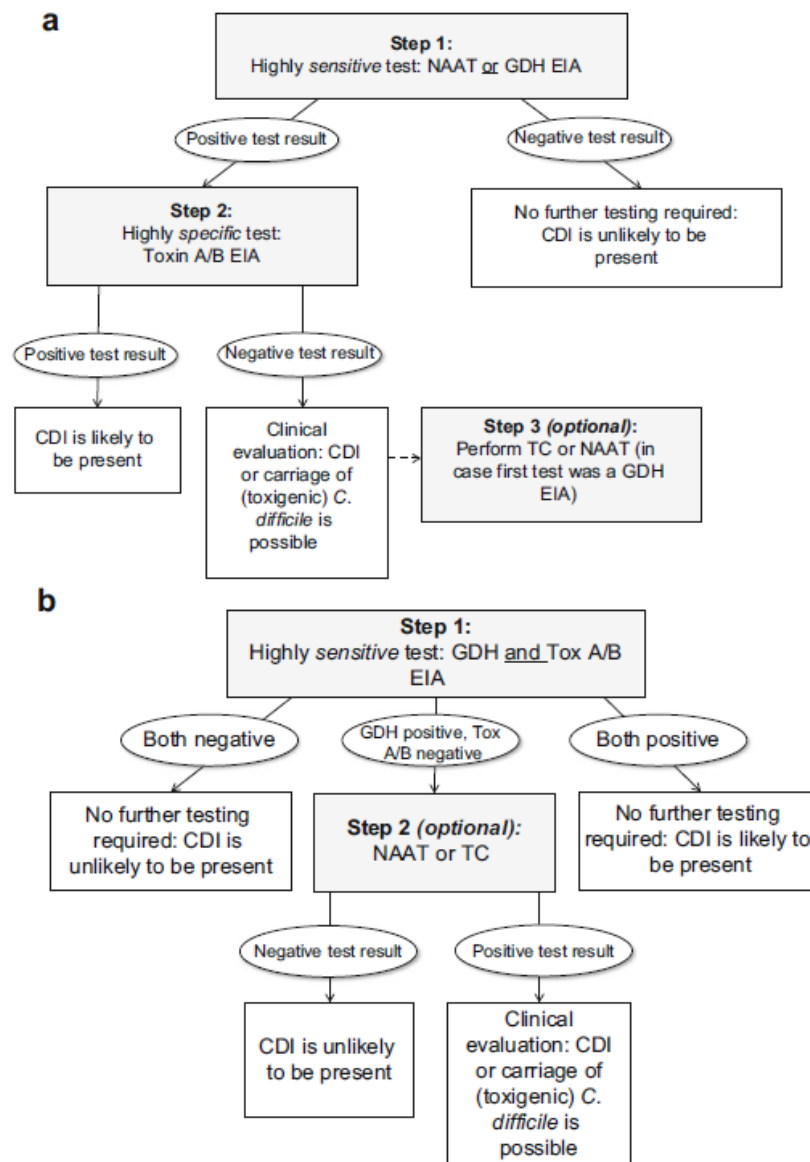 a
Step 1:
Highly sensitive test: NAAT or GDH EIA
Positive test result
Negative test result
Step 2:
Highly specific test:
Toxin A/B EIA
No further testing required:
CDI is unlikely to be
present
Positive test result
Negative test result
CDI is likely to
be present
Clinical
evaluation: CDI
or carriage of
(toxigenic) C.
difficile is
possible
Step 3 (optional):
Perform TC or NAAT (in
case first test was a GDH
EIA)
b
Step 1:
Highly sensitive test: GDH and Tox A/B
EIA
Both negative
GDH positive, Tox
A/B negative
Both positive
No further testing
required: CDI is
unlikely to be present
Step 2 (optional):
NAAT or TC
No further testing
required: CDI is likely to
be present
Negative test result
Positive test result
CDI is unlikely
to be present
Clinical
evaluation: CDI
or carriage of
(toxigenic) C.
difficile is
possible